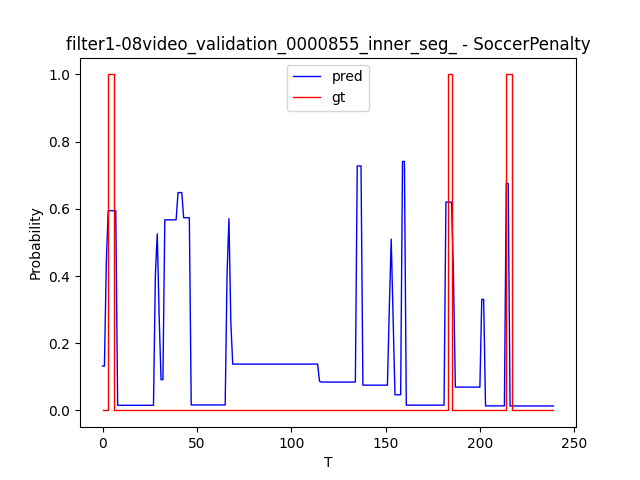 filter1-08video_validation_0000855_inner_seg_ - SoccerPenalty
pred
gt
Probability
1.0
0.8
0.6
0.4
0.2
0.0
0
50
100
150
200
250
T